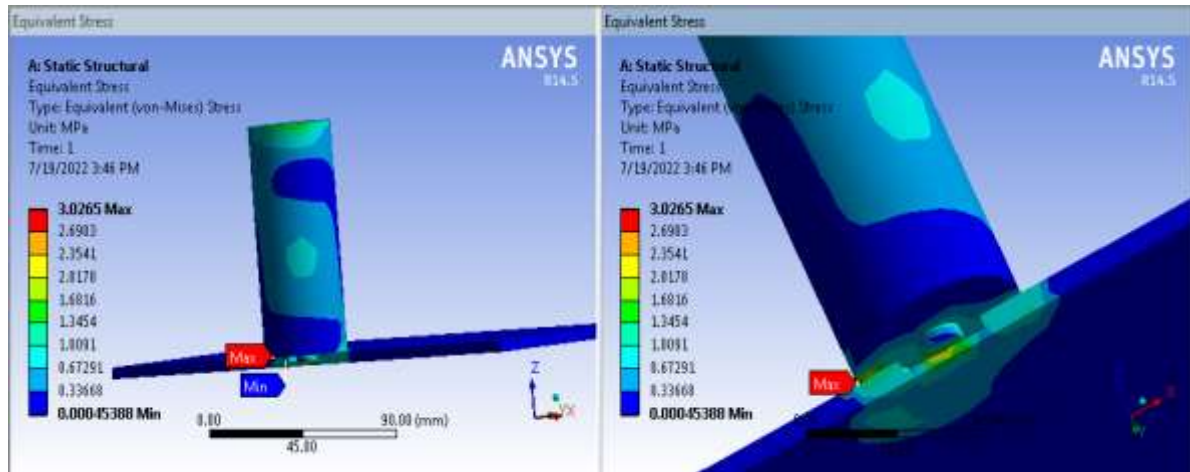 Equivalent Stress
A: Static Structural
Equivalent Stress
Type: Equivalent (von-Mises) Stress
Unit: MPa
Time: 1
7/19/2022 3:46 PM
3.0265 Max
2.6903
2.3541
2.0178
1.6816
1.3454
1.0091
0.67291
0.33668
0.00045388 Min
ANSYS
R14.5
Max
Min
Z
0.00
90.00 (mm)
45.00
Equivalent Stress
A: Static Structural
Equivalent Stress
Type: Equivalent (von-Mises) Stress
Unit: MPa
Time: 1
7/19/2022 3:46 PM
3.0265 Max
2.6903
2.3541
2.0178
1.6816
1.3454
1.0091
0.67291
0.33668
0.00045388 Min
ANSYS
R14.5
Max